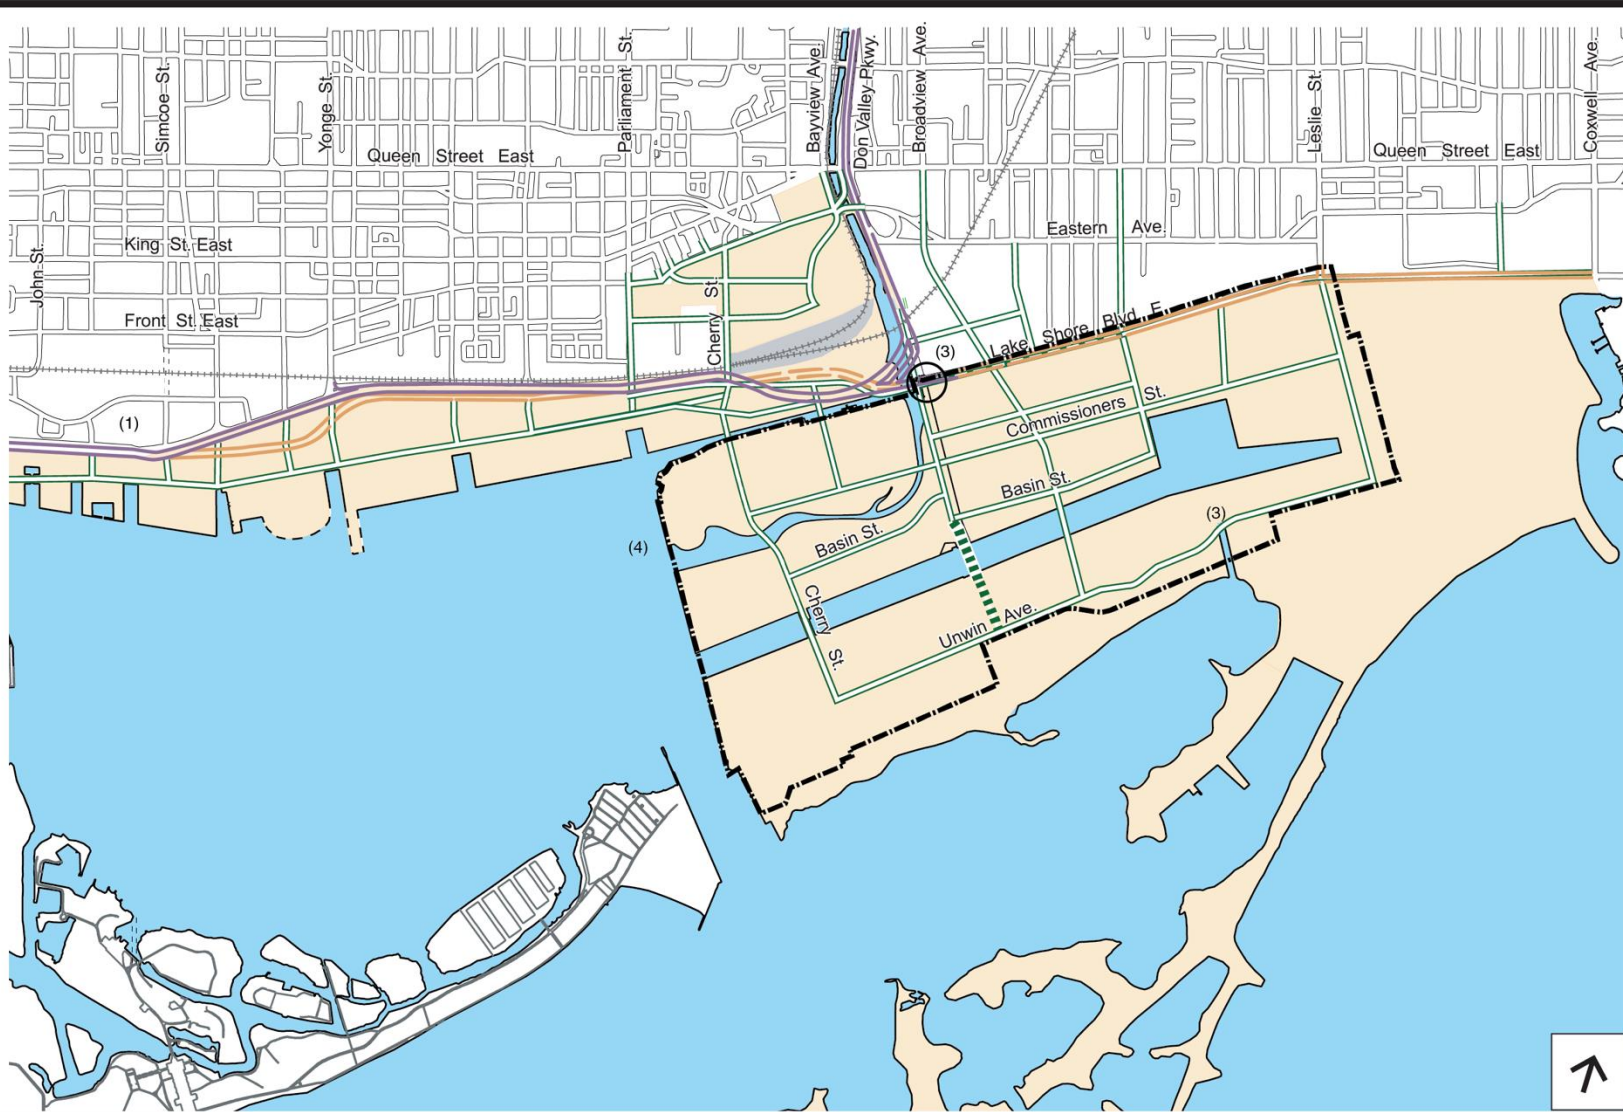 Simcoe St.
Yonge St.
Parliament St.
Bayview Ave.
Don Valley Pkwy.
Broadview Ave.
Leslie St.
Coxwell Ave.
Queen Street East
Queen Street East
John St.
King St. East
Eastern Ave.
Front St. East
Cherry St.
Lake Shore Blvd E
(3)
(1)
Commissioners St.
Basin St.
(3)
(4)
Basin St.
Cherry St.
Unwin Ave.